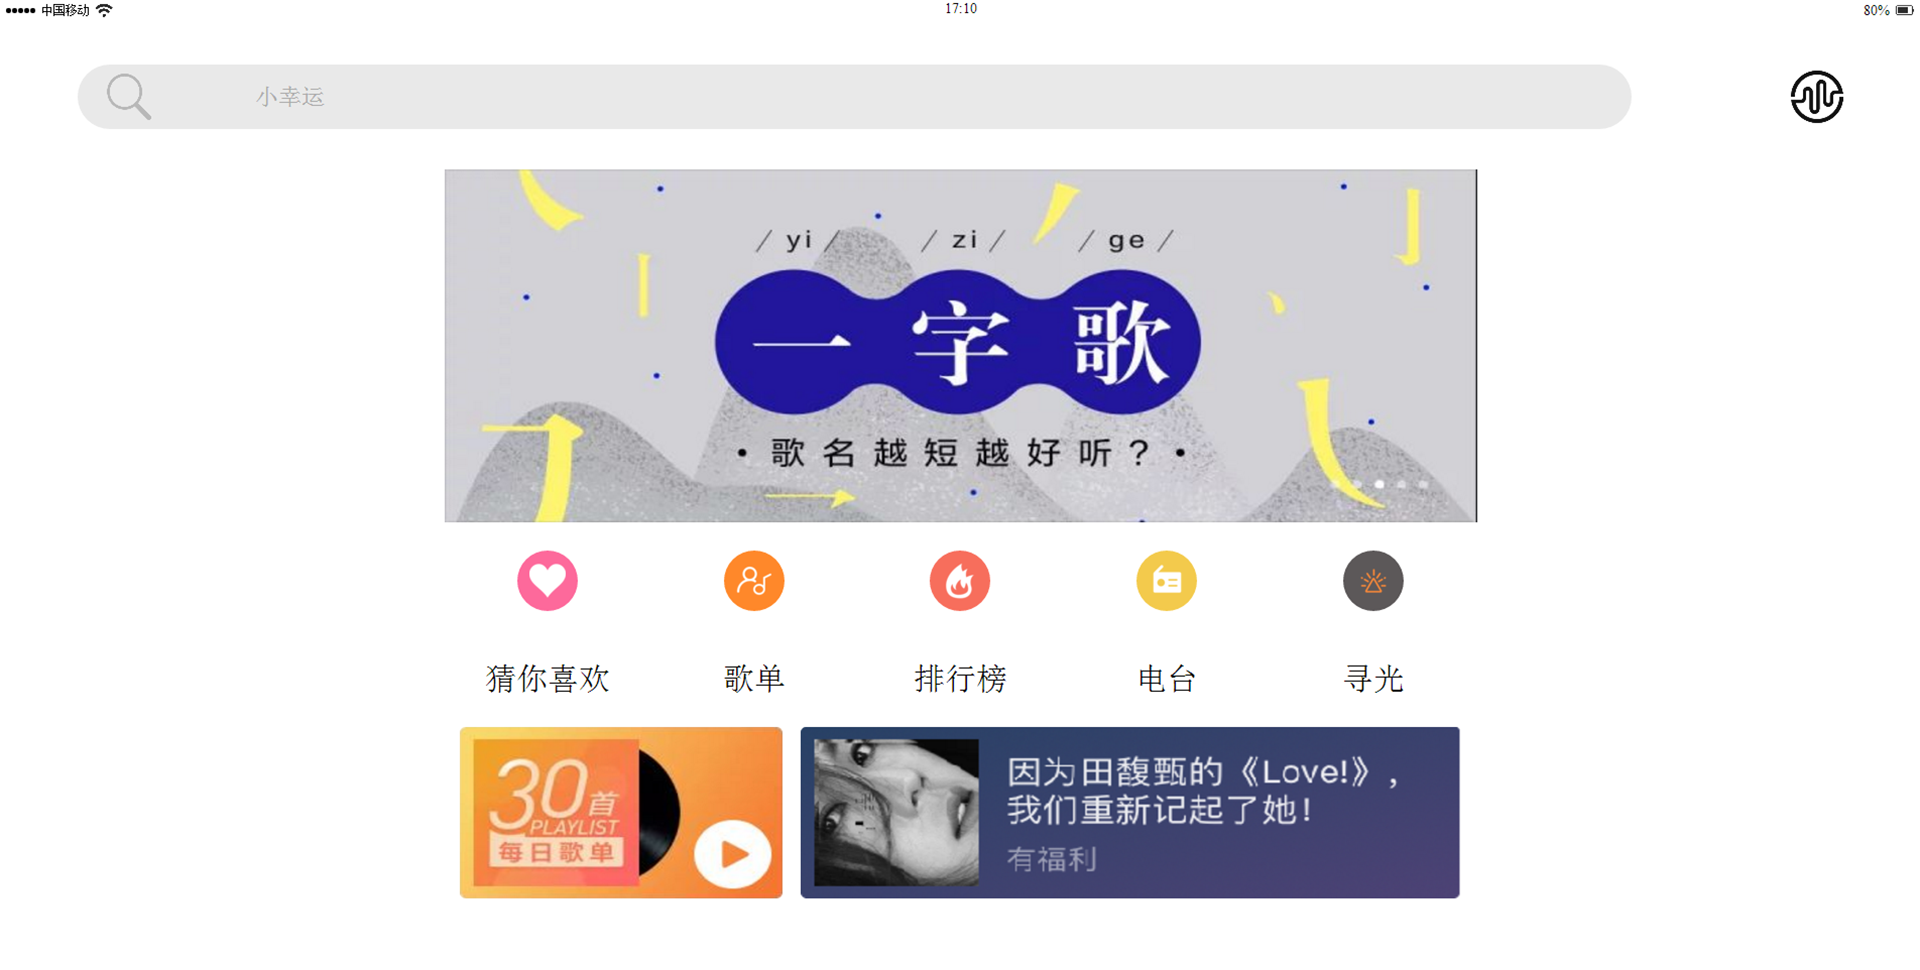 中国移动
17:10
80%
小幸运
/ yi / / zi / / ge /
一字歌
·歌名越短越好听?·
猜你喜欢 歌单 排行榜 电台 寻光
30首
PLAYLIST
每日歌单
因为田馥甄的《Love!》,
我们重新记起了她!
有福利